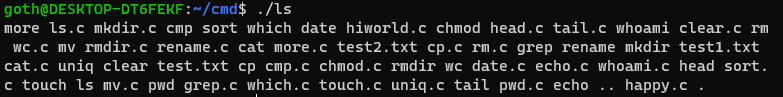 goth@DESKTOP-DT6FEKF:~/cmd$ ./ls
more ls.c mkdir.c cmp sort which date hiworld.c chmod head.c tail.c whoami clear.c rm
 wc.c mv rmdir.c rename.c cat more.c test2.txt cp.c rm.c grep rename mkdir test1.txt
cat.c uniq clear test.txt cp cmp.c chmod.c rmdir wc date.c echo.c whoami.c head sort.
c touch ls mv.c pwd grep.c which.c touch.c uniq.c tail pwd.c echo .. happy.c .